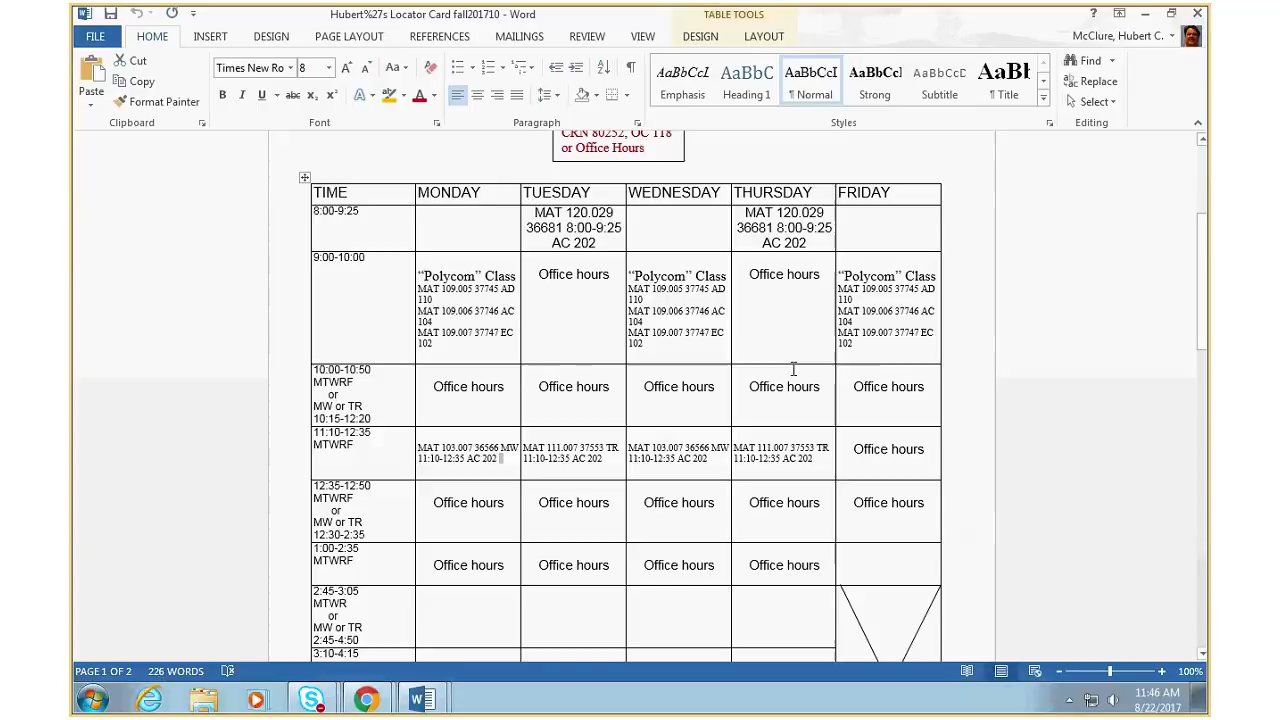 Hubert%27s Locator Card fall201710 - Word
TABLE TOOLS
FILE
HOME
INSERT
DESIGN
PAGE LAYOUT
REFERENCES
MAILINGS
REVIEW
VIEW
DESIGN
LAYOUT
McClure, Hubert C.
Paste
Cut
Copy
Format Painter
Clipboard
Times New Ro
8
Font
Paragraph
AaBbCcI
Emphasis
AaBbC
Heading 1
AaBbCcI
¶ Normal
AaBbCcI
Strong
AaBbCcD
Subtitle
AaBl
¶ Title
Styles
Find
Replace
Select
Editing
CRN 80252, OC 118
or Office Hours
TIME
MONDAY
TUESDAY
WEDNESDAY
THURSDAY
FRIDAY
8:00-9:25
MAT 120.029
36681 8:00-9:25
AC 202
MAT 120.029
36681 8:00-9:25
AC 202
9:00-10:00
“Polycom” Class
MAT 109.005 37745 AD
110
MAT 109.006 37746 AC
104
MAT 109.007 37747 EC
102
Office hours
“Polycom” Class
MAT 109.005 37745 AD
110
MAT 109.006 37746 AC
104
MAT 109.007 37747 EC
102
Office hours
“Polycom” Class
MAT 109.005 37745 AD
110
MAT 109.006 37746 AC
104
MAT 109.007 37747 EC
102
10:00-10:50
MTWRF
or
MW or TR
10:15-12:20
Office hours
Office hours
Office hours
Office hours
Office hours
11:10-12:35
MTWRF
MAT 103.007 36566 MW
11:10-12:35 AC 202
MAT 111.007 37553 TR
11:10-12:35 AC 202
MAT 103.007 36566 MW
11:10-12:35 AC 202
MAT 111.007 37553 TR
11:10-12:35 AC 202
Office hours
12:35-12:50
MTWRF
or
MW or TR
12:30-2:35
Office hours
Office hours
Office hours
Office hours
Office hours
1:00-2:35
MTWRF
Office hours
Office hours
Office hours
Office hours
2:45-3:05
MTWR
or
MW or TR
2:45-4:50
3:10-4:15
PAGE 1 OF 2
226 WORDS
100%
11:46 AM
8/22/2017